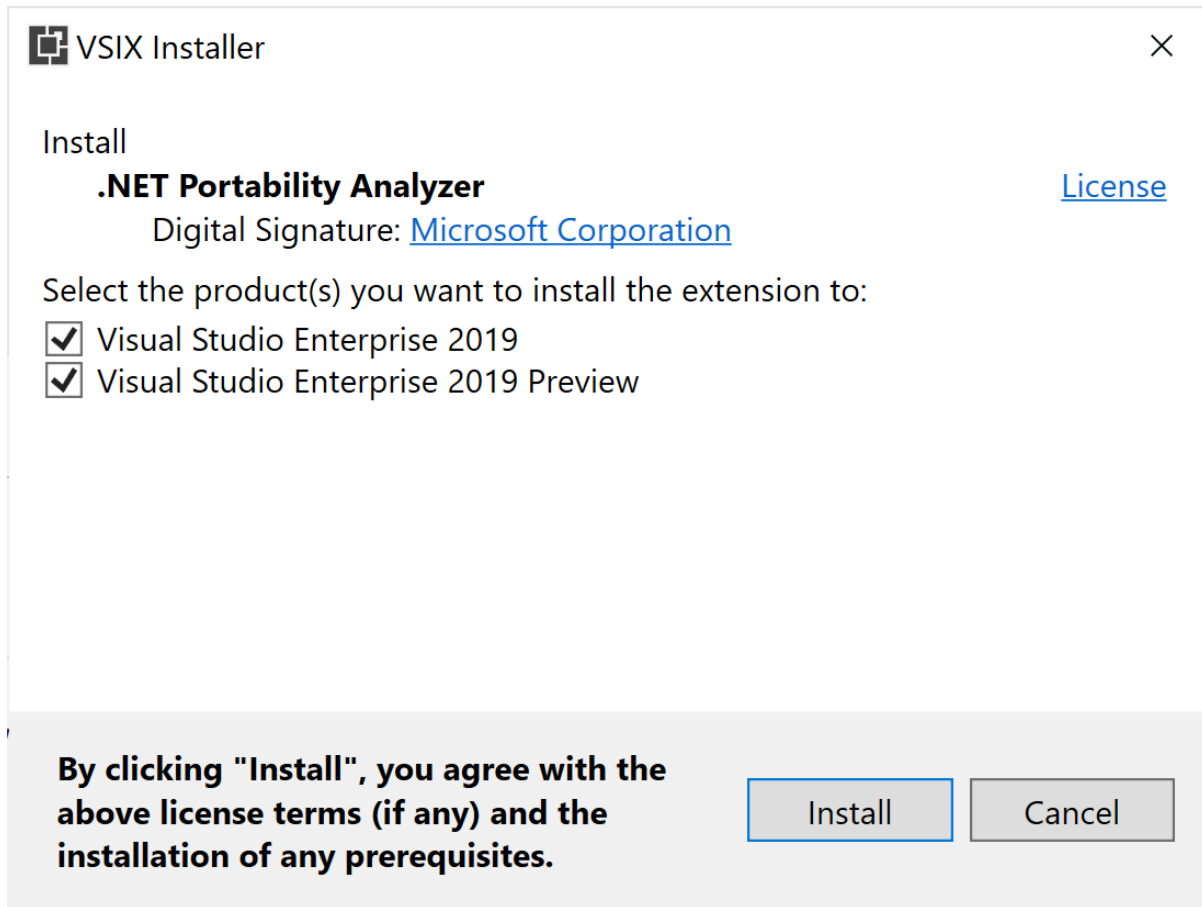 VSIX Installer
Install
.NET Portability Analyzer
License
Digital Signature: Microsoft Corporation
Select the product(s) you want to install the extension to:
Visual Studio Enterprise 2019
Visual Studio Enterprise 2019 Preview
By clicking "Install", you agree with the
above license terms (if any) and the
installation of any prerequisites.
Install
Cancel